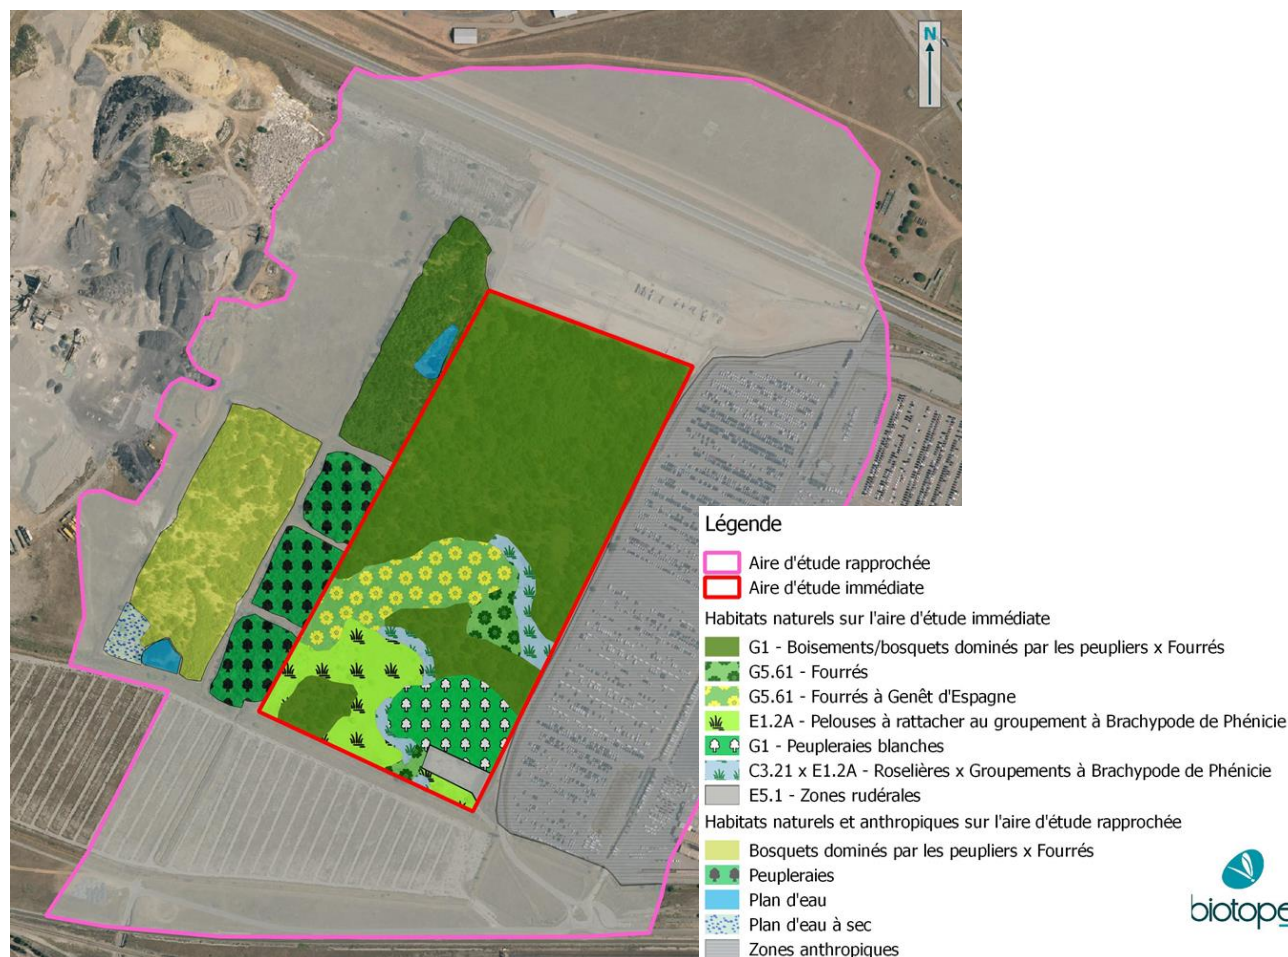 N
Légende
Aire d'étude rapprochée
Aire d'étude immédiate
Habitats naturels sur l'aire d'étude immédiate
G1 - Boisements/bosquets dominés par les peupliers x Fourrés
G5.61 - Fourrés
G5.61 - Fourrés à Genêt d'Espagne
E1.2A - Pelouses à rattacher au groupement à Brachypode de Phénicie
G1 - Peupleraies blanches
C3.21 x E1.2A - Roselières x Groupements à Brachypode de Phénicie
E5.1 - Zones rudérales
Habitats naturels et anthropiques sur l'aire d'étude rapprochée
Bosquets dominés par les peupliers x Fourrés
Peupleraies
Plan d'eau
Plan d'eau à sec
Zones anthropiques
biotope